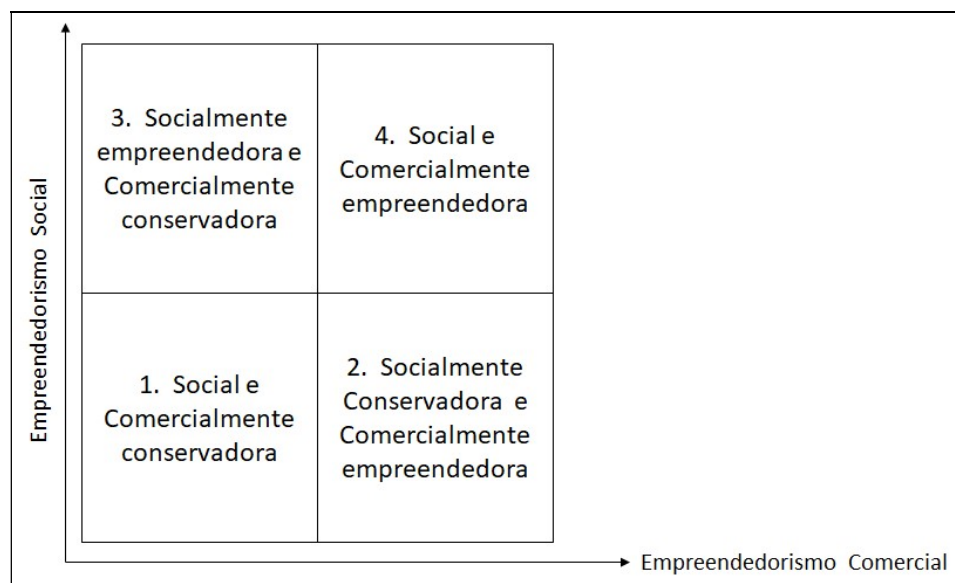 Empreendedorismo Social
3. Socialmente
empreendedora e
Comercialmente
conservadora
4. Social e
Comercialmente
empreendedora
1. Social e
Comercialmente
conservadora
2. Socialmente
Conservadora e
Comercialmente
empreendedora
Empreendedorismo Comercial